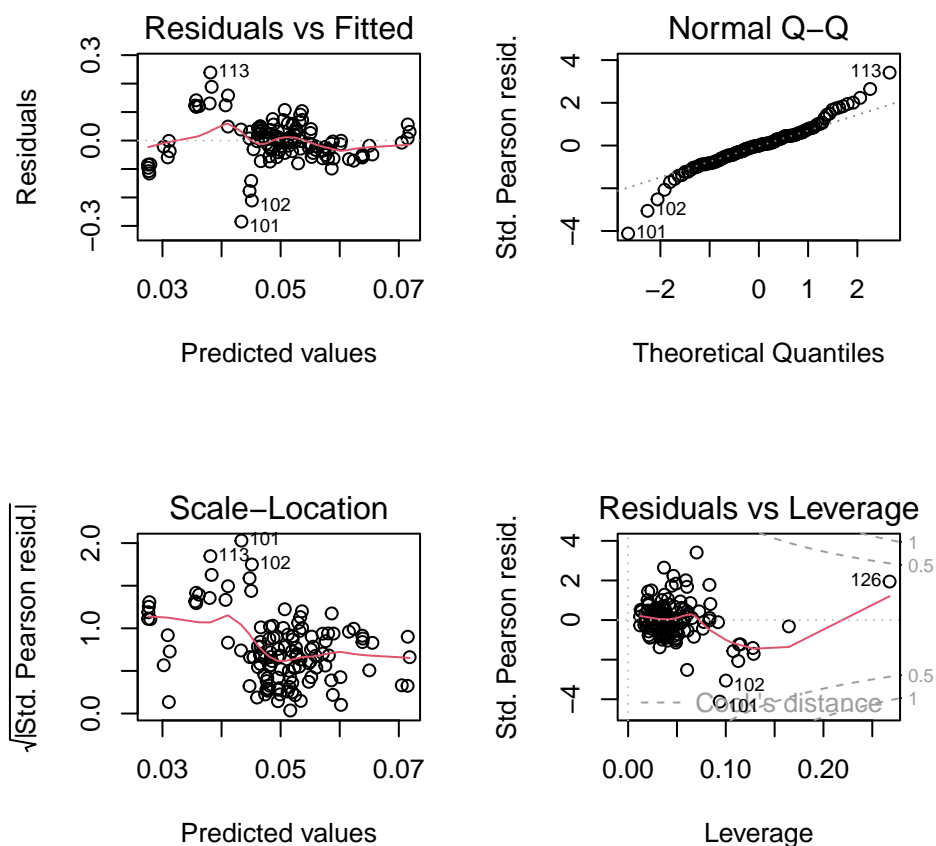 Residuals vs Fitted
Residuals
0.3
0.0
−0.3
113
102
101
0.03 0.05 0.07
Predicted values
Normal Q−Q
Std. Pearson resid.
4
2
0
−4
113
102
101
−2 0 1 2
Theoretical Quantiles
Scale−Location
√|Std. Pearson resid.|
2.0
1.0
0.0
101
113
102
0.03 0.05 0.07
Predicted values
Residuals vs Leverage
Std. Pearson resid.
4
2
0
−4
1
0.5
126
0.5
1
102
101
Cook's distance
0.00 0.10 0.20
Leverage